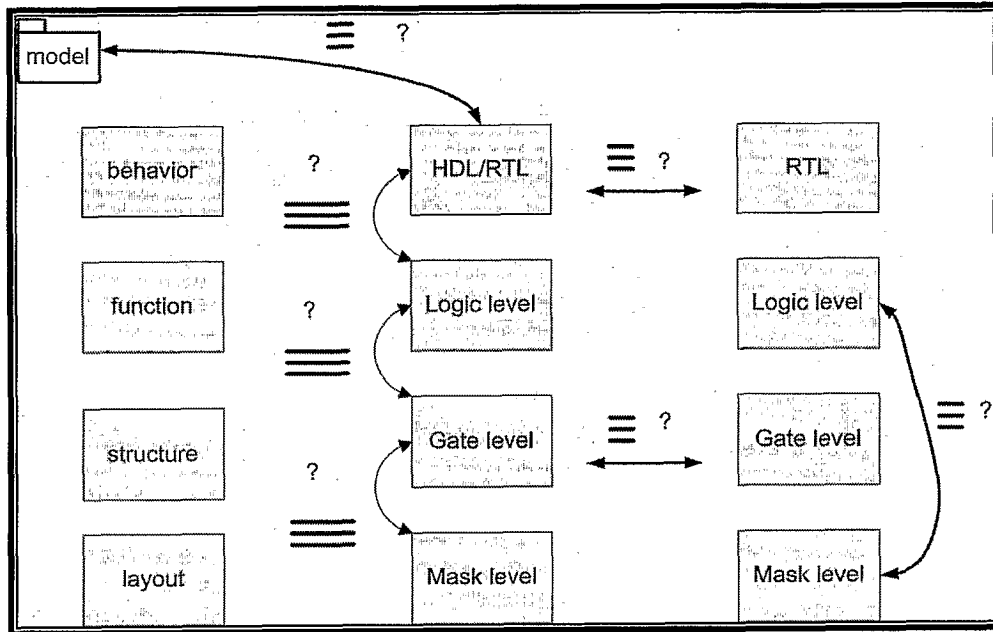 ?
model
behavior
?
HDL/RTL
?
RTL
function
?
Logic level
Logic level
structure
?
Gate level
?
Gate level
?
layout
Mask level
Mask level